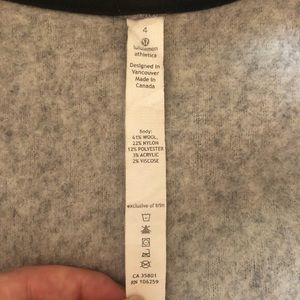 4
lululemon
athletica
Designed in
Vancouver
Made in
Canada
Body:
61% WOOL,
22% NYLON
12% POLYESTER
3% ACRYLIC
2% VISCOSE
exclusive of trim
CA 35801
RN 106259